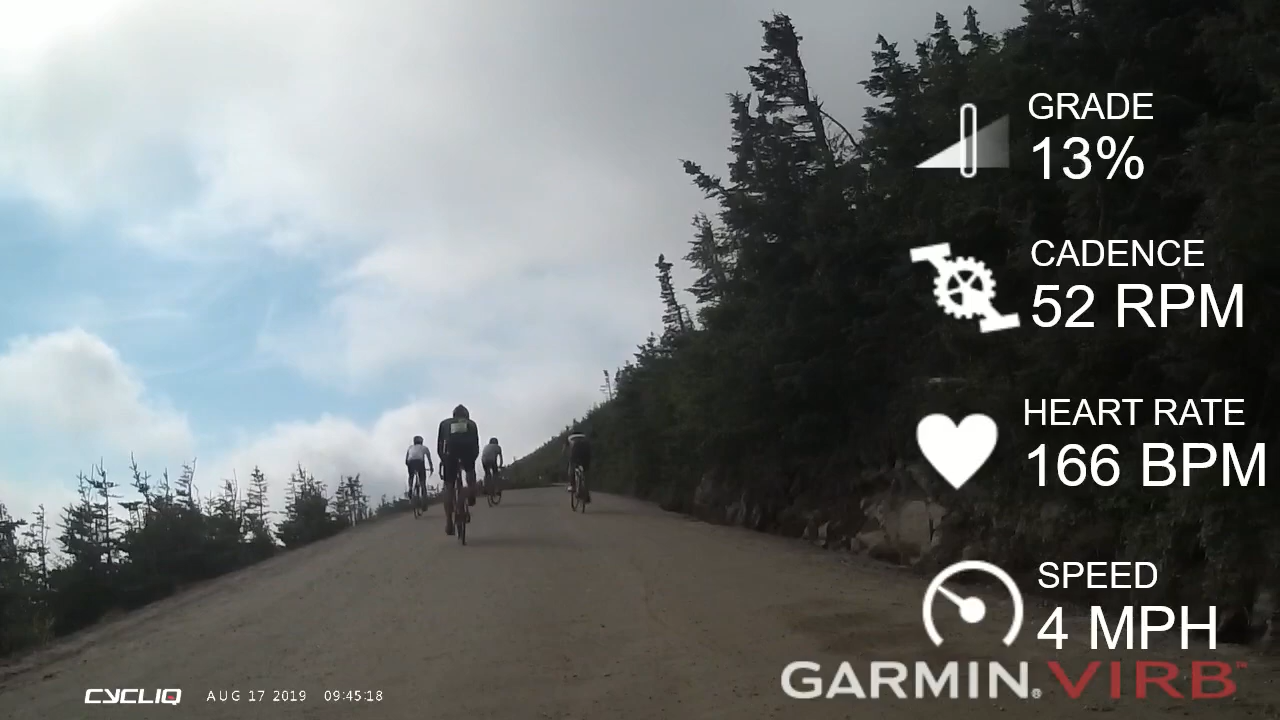 GRADE
13%
CADENCE
52 RPM
HEART RATE
166 BPM
SPEED
4 MPH
GARMIN® VIRB™
CYCLIQ AUG 17 2019 09:45:18